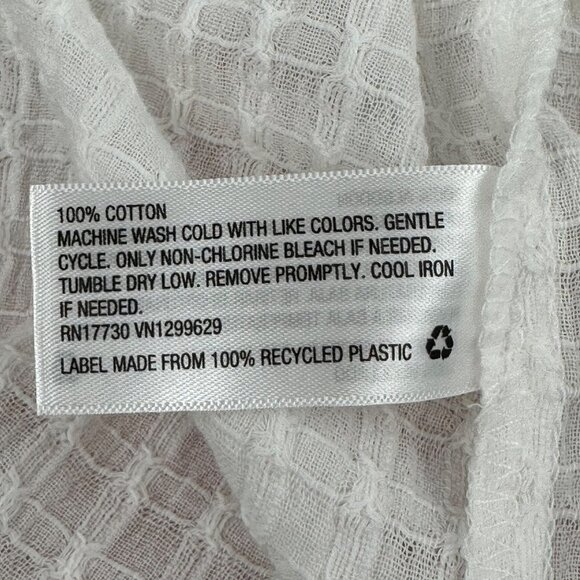 100% COTTON
MACHINE WASH COLD WITH LIKE COLORS. GENTLE
CYCLE. ONLY NON-CHLORINE BLEACH IF NEEDED.
TUMBLE DRY LOW. REMOVE PROMPTLY. COOL IRON
IF NEEDED.
RN17730 VN1299629
LABEL MADE FROM 100% RECYCLED PLASTIC